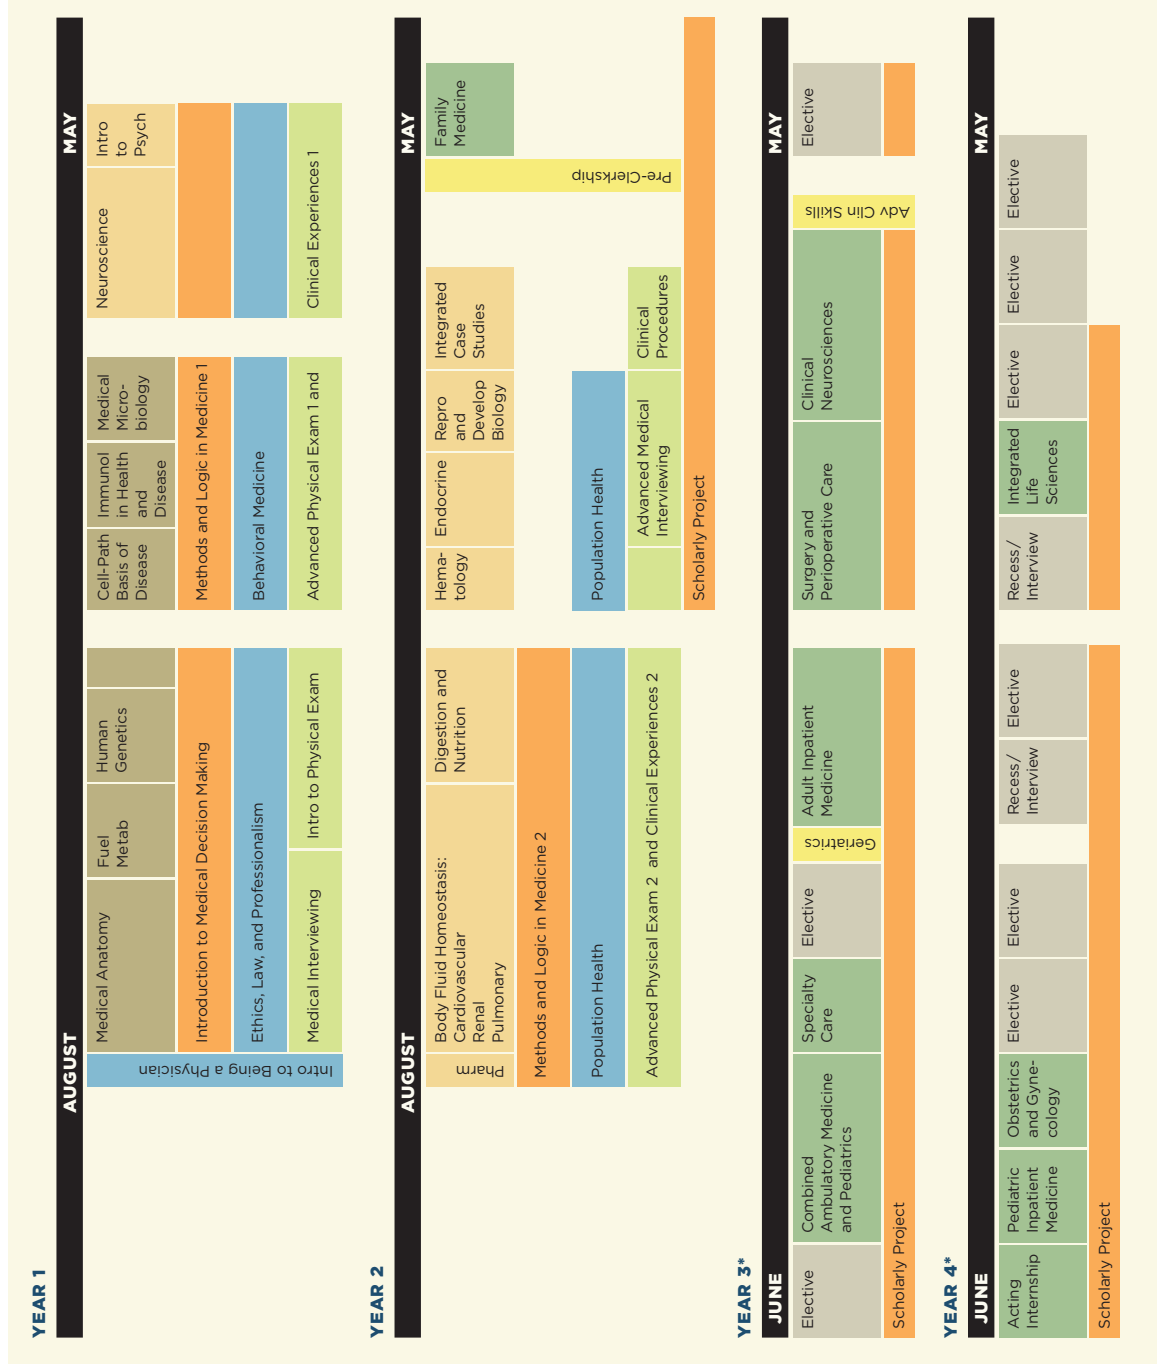 YEAR 1
AUGUST
MAY
Intro to Being a Physician
Medical Anatomy
Fuel
Metab
Human
Genetics
Cell-Path
Basis of
Disease
Immunol
in Health
and
Disease
Medical
Micro-
biology
Neuroscience
Intro
to
Psych
Introduction to Medical Decision Making
Methods and Logic in Medicine 1
Ethics, Law, and Professionalism
Behavioral Medicine
Medical Interviewing
Intro to Physical Exam
Advanced Physical Exam 1 and
Clinical Experiences 1
YEAR 2
AUGUST
MAY
Pharm
Body Fluid Homeostasis:
Cardiovascular
Renal
Pulmonary
Digestion and
Nutrition
Hema-
tology
Endocrine
Repro
and
Develop
Biology
Integrated
Case
Studies
Pre-Clerkship
Family
Medicine
Methods and Logic in Medicine 2
Population Health
Population Health
Advanced Physical Exam 2 and Clinical Experiences 2
Advanced Medical
Interviewing
Clinical
Procedures
Scholarly Project
YEAR 3*
JUNE
MAY
Elective
Combined
Ambulatory Medicine
and Pediatrics
Specialty
Care
Elective
Geriatrics
Adult Inpatient
Medicine
Surgery and
Perioperative Care
Clinical
Neurosciences
Adv Clin Skills
Elective
Scholarly Project
YEAR 4*
JUNE
MAY
Acting
Internship
Pediatric
Inpatient
Medicine
Obstetrics
and Gyne-
cology
Elective
Elective
Recess/
Interview
Elective
Recess/
Interview
Integrated
Life
Sciences
Elective
Elective
Elective
Scholarly Project